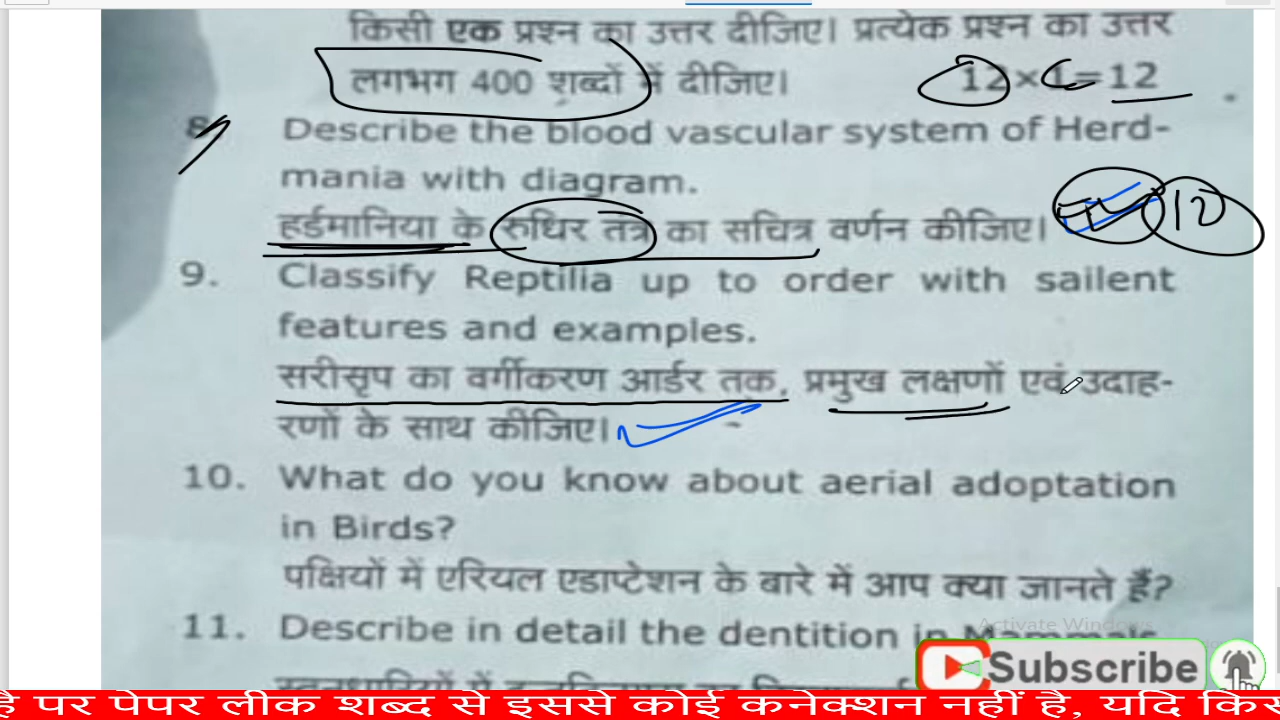 किसी एक प्रश्न का उत्तर दीजिए। प्रत्येक प्रश्न का उत्तर
लगभग 400 शब्दों में दीजिए। 12×1=12
8. Describe the blood vascular system of Herd-
mania with diagram.
हर्डमानिया के रुधिर तंत्र का सचित्र वर्णन कीजिए।
12
9. Classify Reptilia up to order with sailent
features and examples.
सरीसृप का वर्गीकरण आर्डर तक, प्रमुख लक्षणों एवं उदाह-
रणों के साथ कीजिए।
10. What do you know about aerial adoptation
in Birds?
पक्षियों में एरियल एडाप्टेशन के बारे में आप क्या जानते हैं?
Activate Windows
11. Describe in detail the dentition in Mammals
Subscribe
है पर पेपर लीक शब्द से इससे कोई कनेक्शन नहीं है, यदि